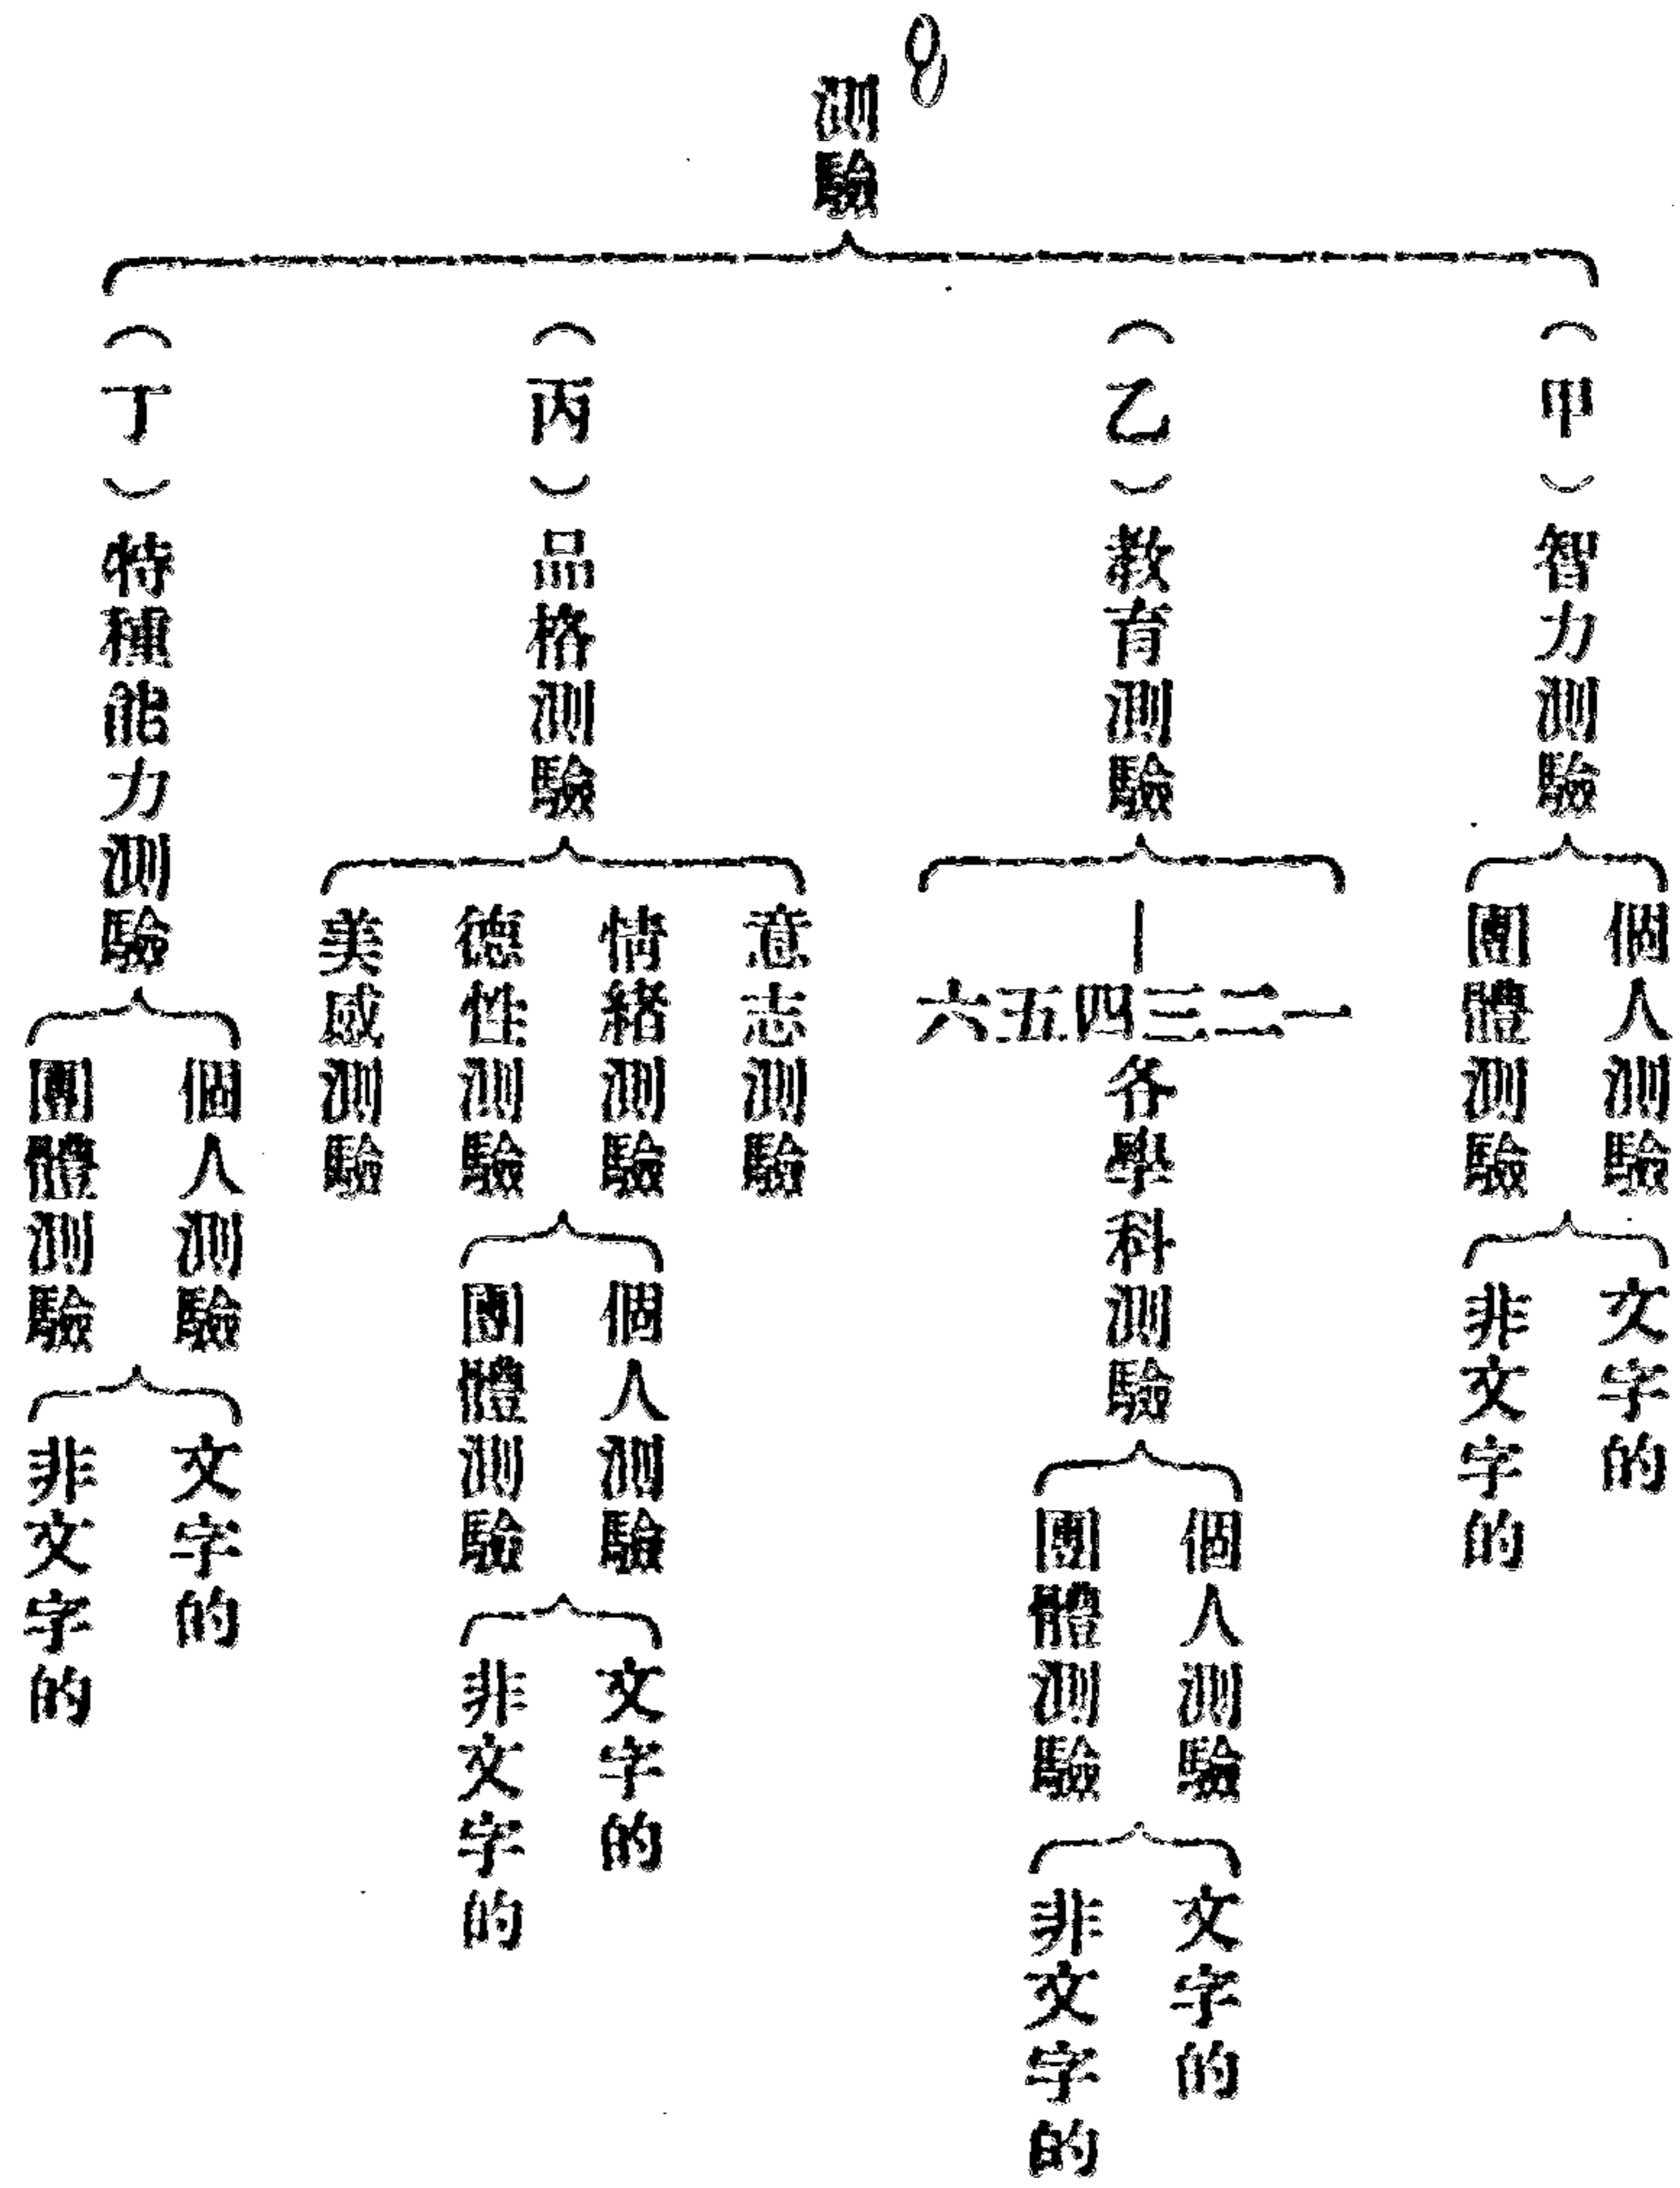 測驗
（甲）智力測驗
個人測驗
團體測驗
文字的
非文字的
（乙）教育測驗
一二三四五六
各學科測驗
個人測驗
團體測驗
文字的
非文字的
（丙）品格測驗
意志測驗
情緒測驗
德性測驗
美感測驗
個人測驗
團體測驗
文字的
非文字的
（丁）特種能力測驗
個人測驗
團體測驗
文字的
非文字的